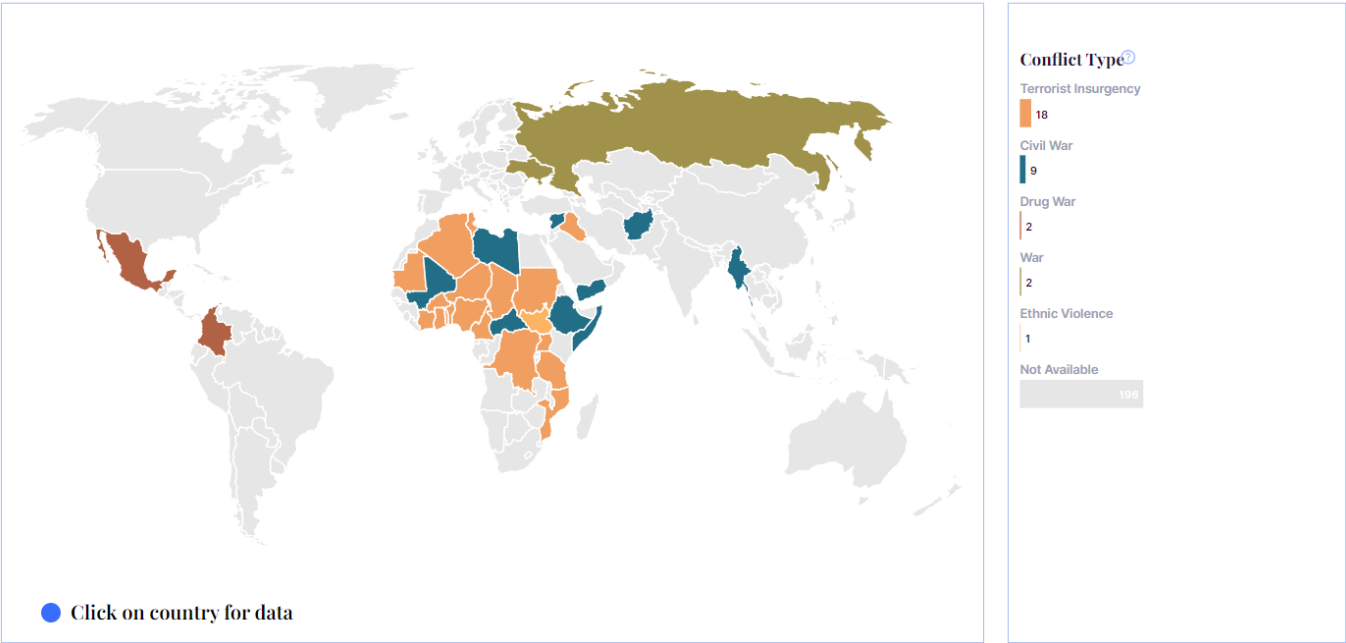 Conflict Type?
Terrorist Insurgency
18
Civil War
9
Drug War
2
War
2
Ethnic Violence
1
Not Available
196
Click on country for data